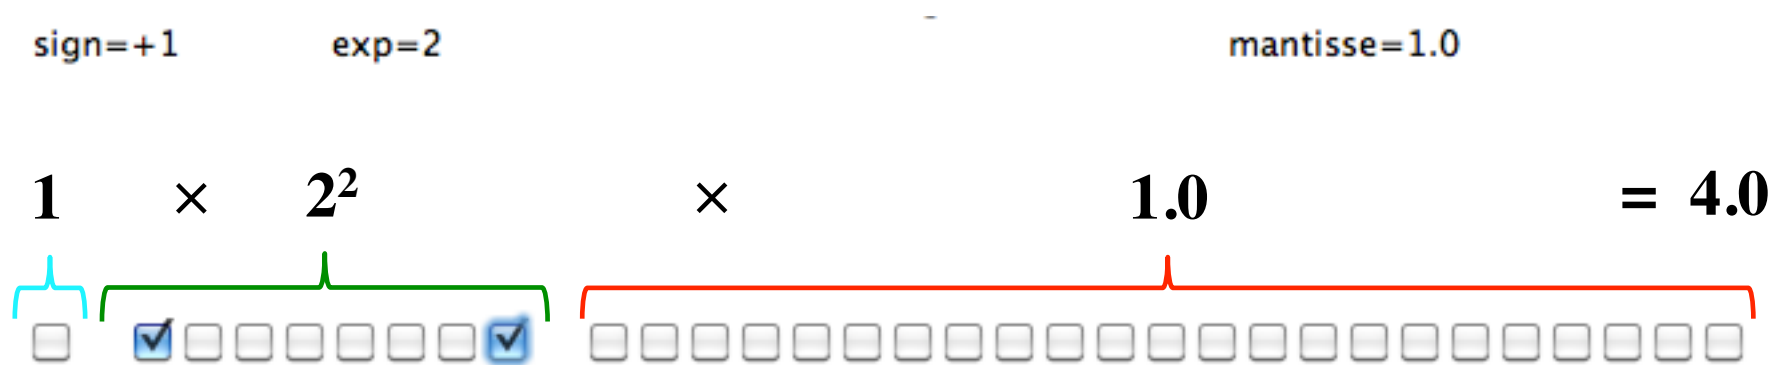 sign=+1 exp=2 mantisse=1.0
1 × 2² × 1.0 = 4.0